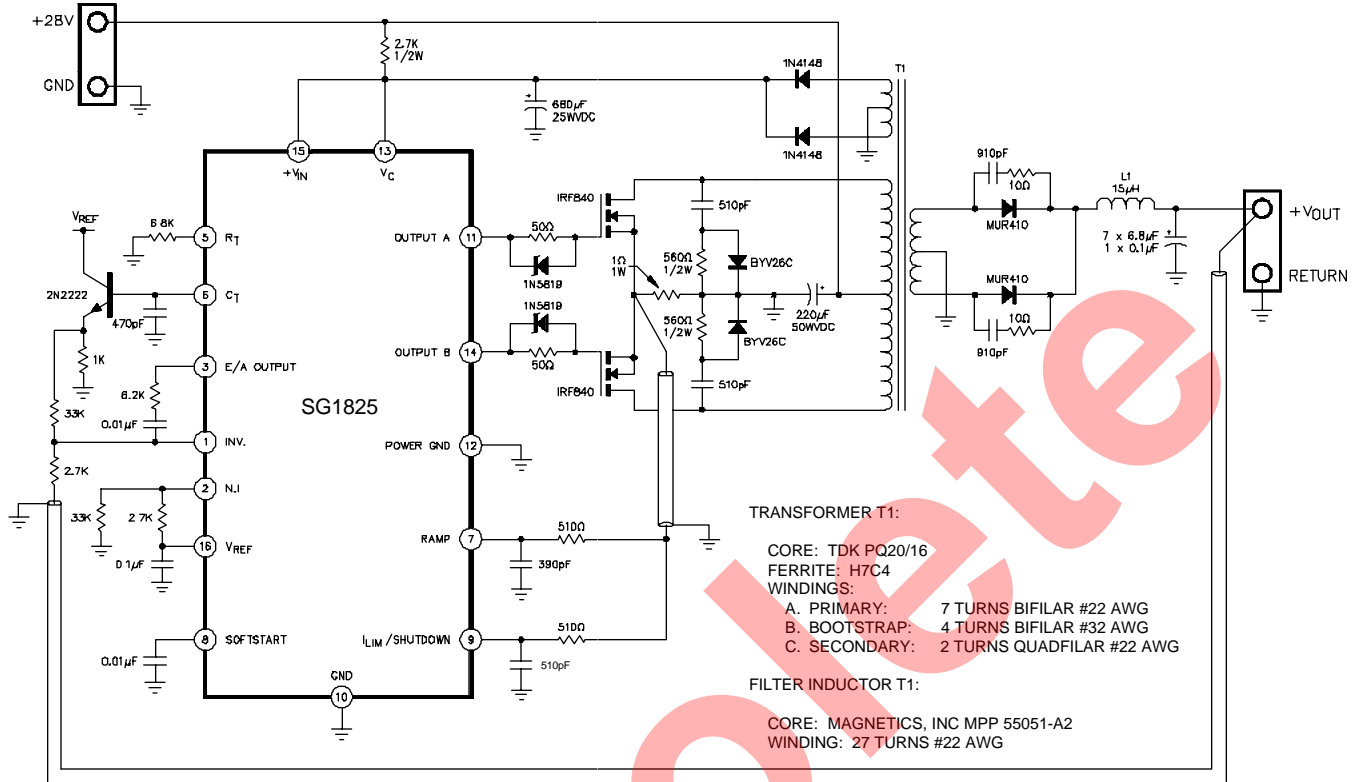 +28V
GND
2.7K
1/2W
1N4148
T1
680µF
25WVDC
+
1N4148
15
13
+VIN
VC
910pF
10Ω
L1
15µH
MUR410
+VOUT
7 x 6.8µF
1 x 0.1µF
+
RETURN
MUR410
10Ω
910pF
VREF
6.8K
5
RT
2N2222
6
CT
470pF
1K
3
E/A OUTPUT
6.2K
0.01µF
33K
1
INV.
2.7K
2
N.I
33K
2.7K
16
VREF
0.1µF
8
SOFTSTART
0.01µF
SG1825
OUTPUT A
11
50Ω
1N5819
IRF840
510pF
1Ω
1W
560Ω
1/2W
BYV26C
+
220µF
50WVDC
1N5819
OUTPUT B
14
50Ω
560Ω
1/2W
BYV26C
IRF840
510pF
POWER GND
12
RAMP
7
510Ω
390pF
ILIM/SHUTDOWN
9
510Ω
510pF
GND
10
TRANSFORMER T1:
CORE: TDK PQ20/16
FERRITE: H7C4
WINDINGS:
A. PRIMARY: 7 TURNS BIFILAR #22 AWG
B. BOOTSTRAP: 4 TURNS BIFILAR #32 AWG
C. SECONDARY: 2 TURNS QUADFILAR #22 AWG
FILTER INDUCTOR T1:
CORE: MAGNETICS, INC MPP 55051-A2
WINDING: 27 TURNS #22 AWG
olete